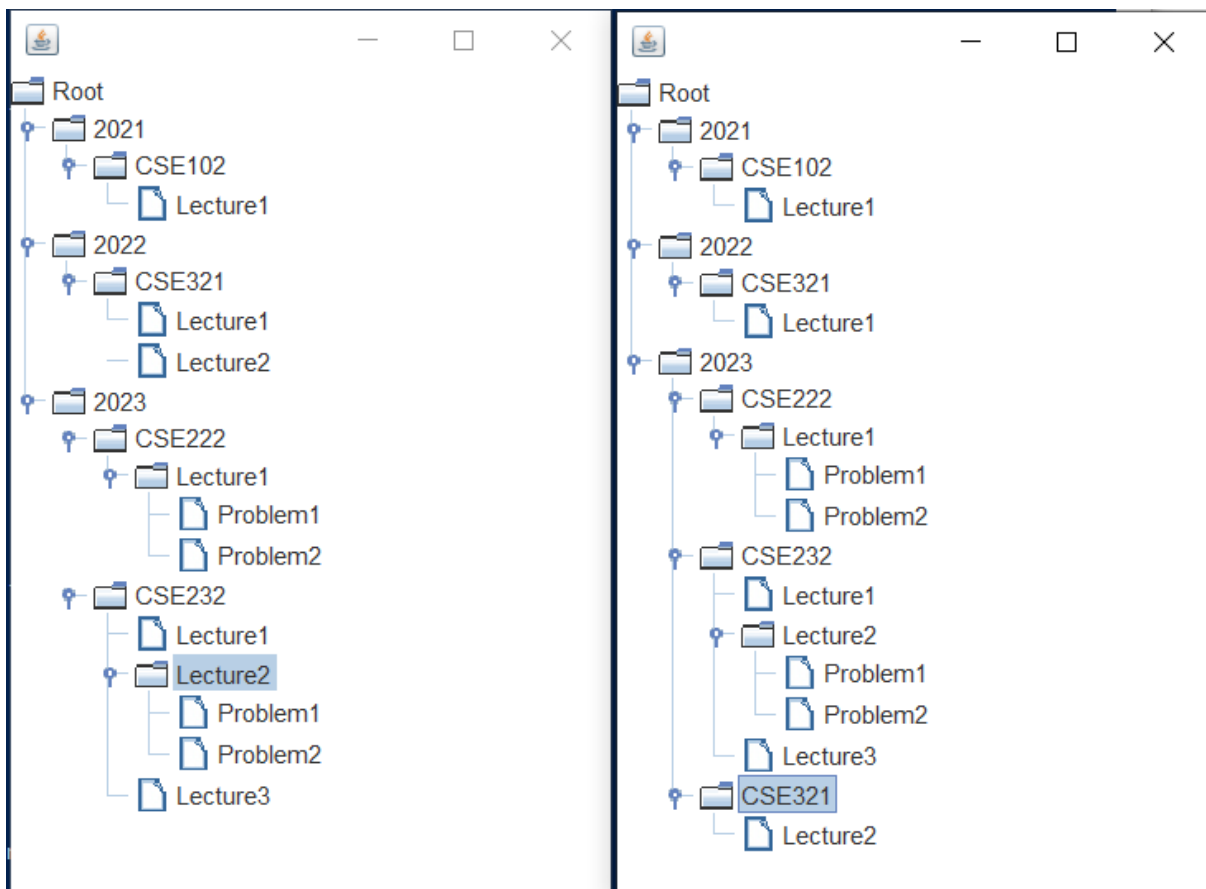 Root
2021
CSE102
Lecture1
2022
CSE321
Lecture1
Lecture2
2023
CSE222
Lecture1
Problem1
Problem2
CSE232
Lecture1
Lecture2
Problem1
Problem2
Lecture3
Root
2021
CSE102
Lecture1
2022
CSE321
Lecture1
2023
CSE222
Lecture1
Problem1
Problem2
CSE232
Lecture1
Lecture2
Problem1
Problem2
Lecture3
CSE321
Lecture2